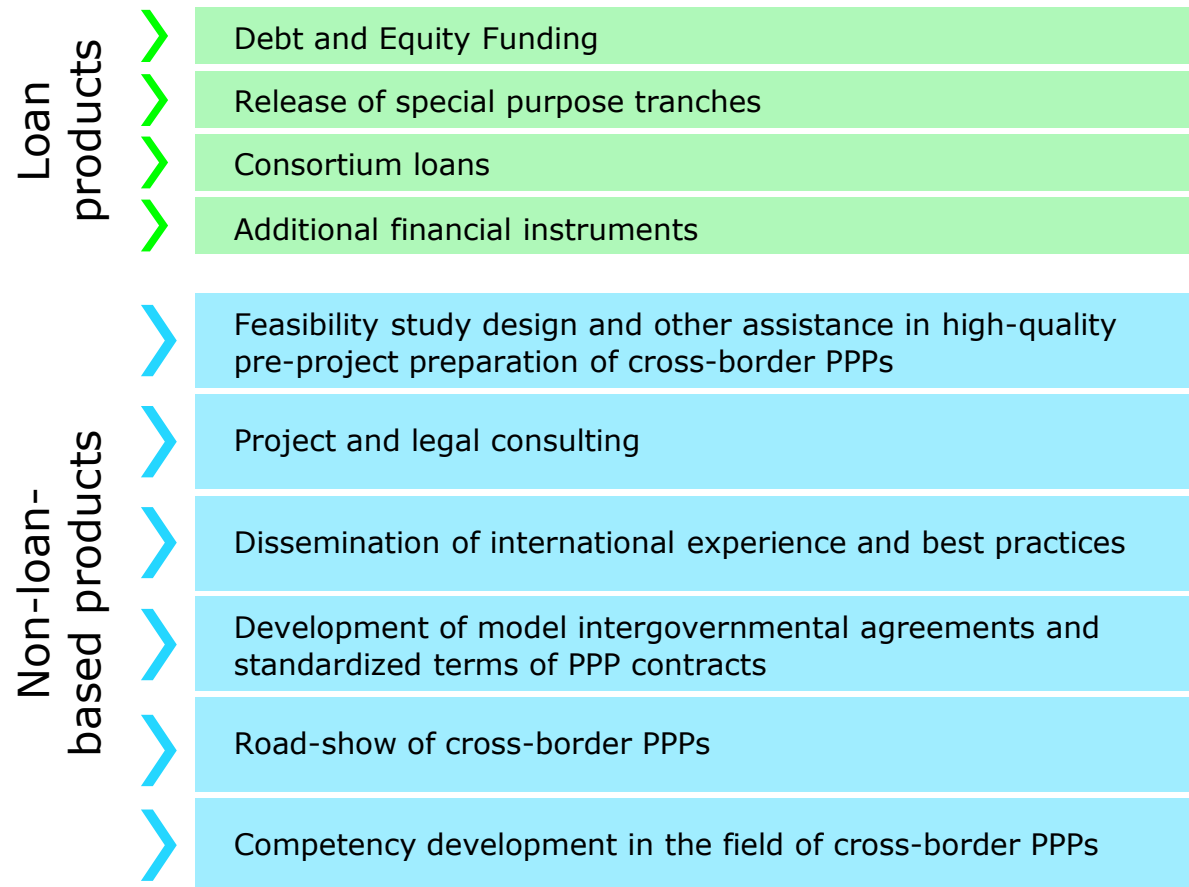 Loan
products
Debt and Equity Funding
Release of special purpose tranches
Consortium loans
Additional financial instruments
Non-loan-
based products
Feasibility study design and other assistance in high-quality
pre-project preparation of cross-border PPPs
Project and legal consulting
Dissemination of international experience and best practices
Development of model intergovernmental agreements and
standardized terms of PPP contracts
Road-show of cross-border PPPs
Competency development in the field of cross-border PPPs